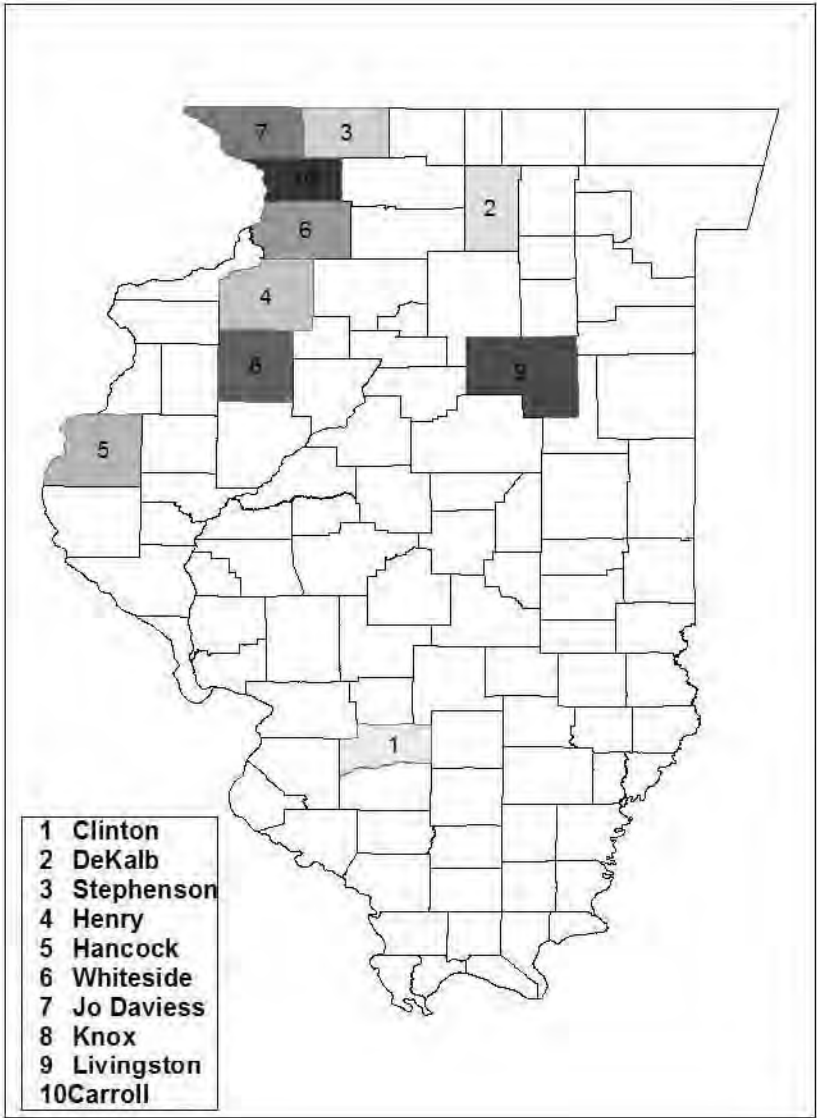 7
3
10
2
6
4
8
9
5
1
1 Clinton
2 DeKalb
3 Stephenson
4 Henry
5 Hancock
6 Whiteside
7 Jo Daviess
8 Knox
9 Livingston
10Carroll